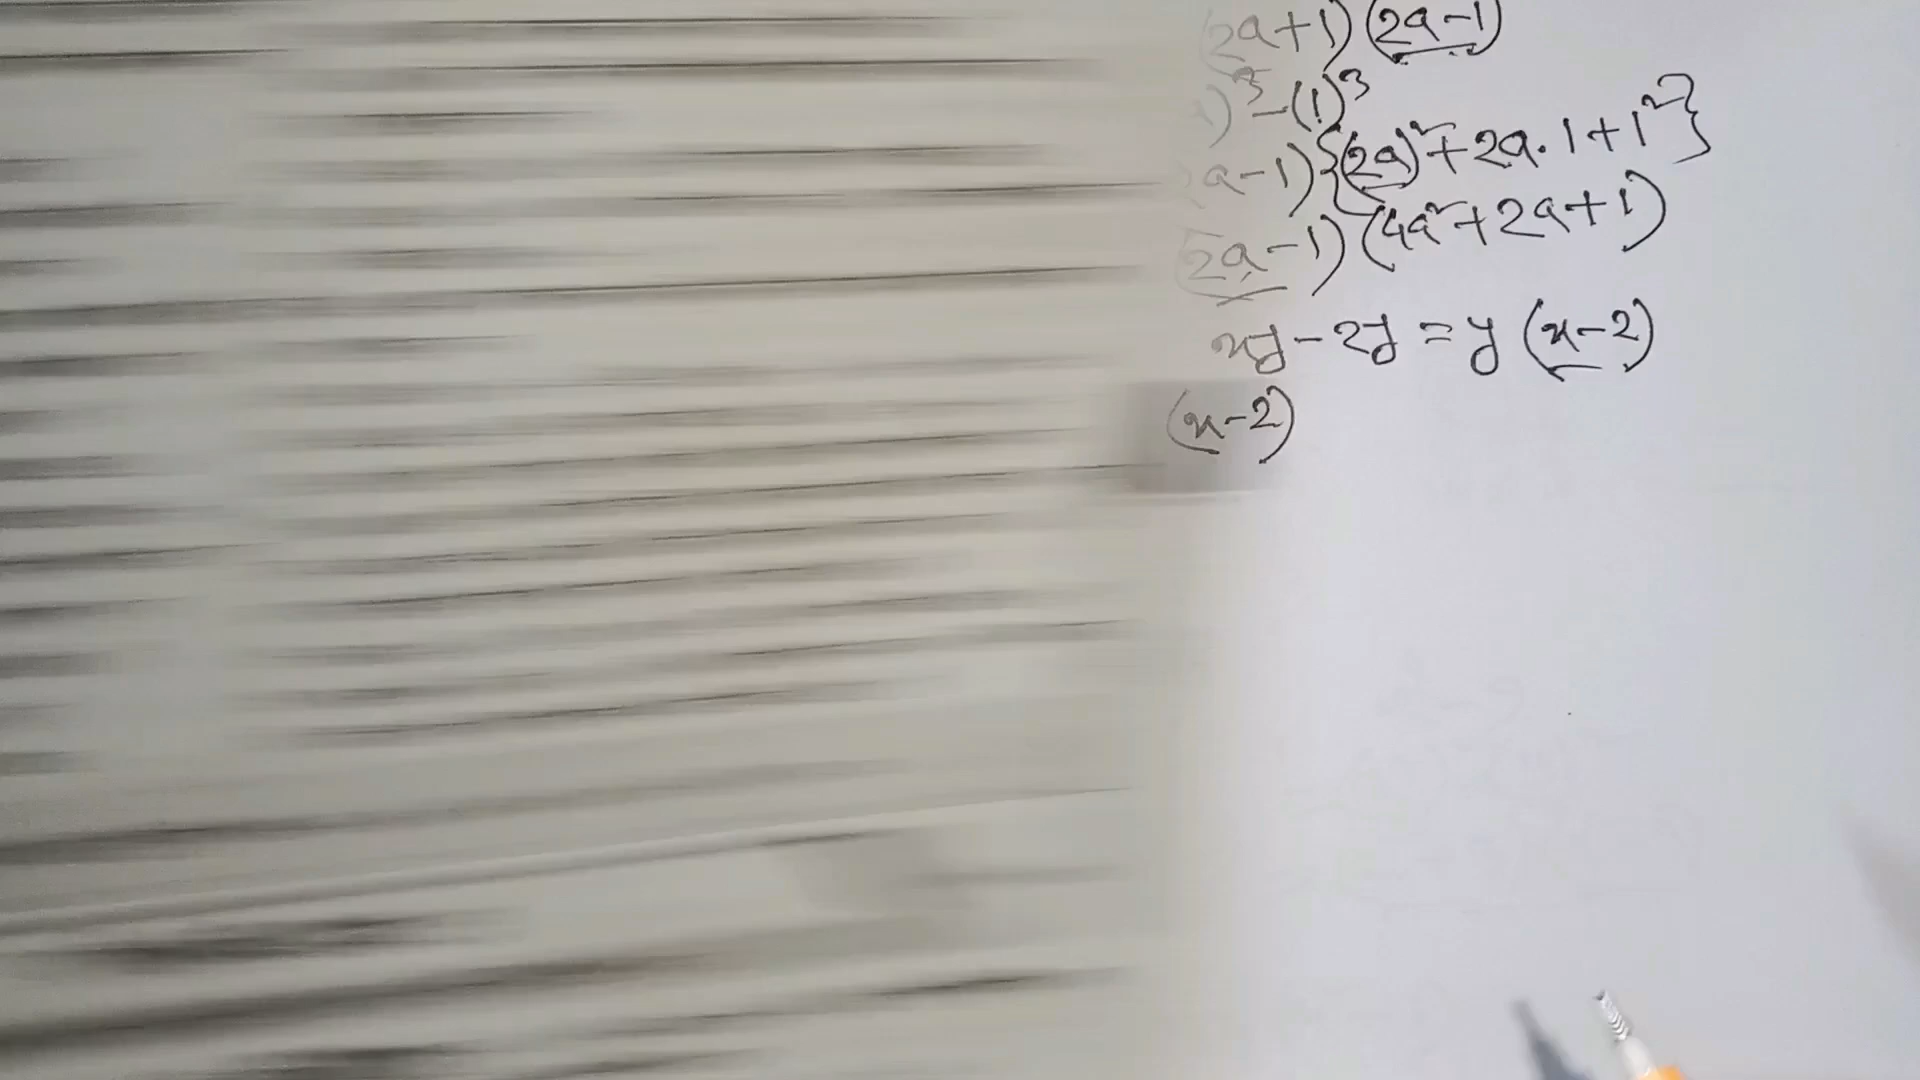 2a+1) (2a-1)
)³-(1)³
a-1){(2a)²+2a.1+1²}
2a-1)(4a²+2a+1)
xy-2y=y(x-2)
(x-2)